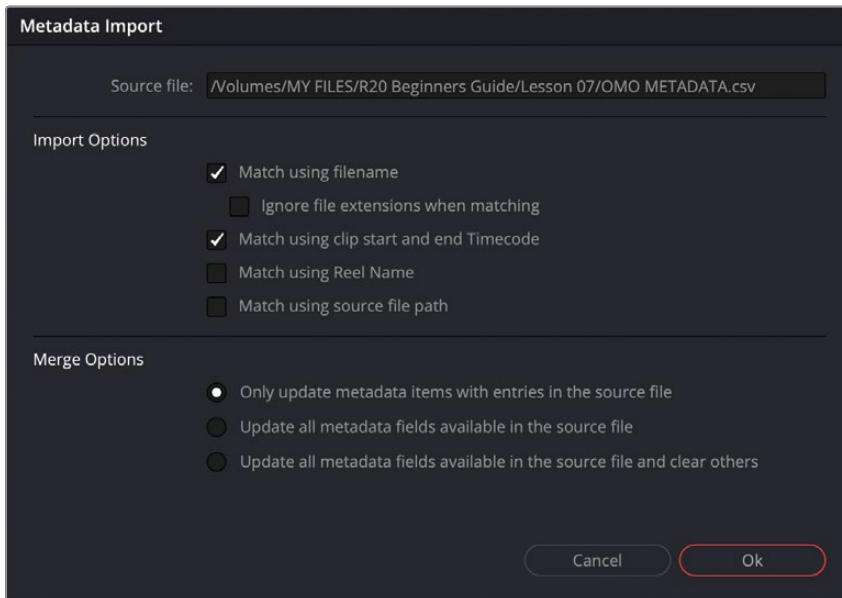 Metadata Import
Source file: /Volumes/MY FILES/R20 Beginners Guide/Lesson 07/OMO METADATA.csv
Import Options
Match using filename
Ignore file extensions when matching
Match using clip start and end Timecode
Match using Reel Name
Match using source file path
Merge Options
Only update metadata items with entries in the source file
Update all metadata fields available in the source file
Update all metadata fields available in the source file and clear others
Cancel Ok